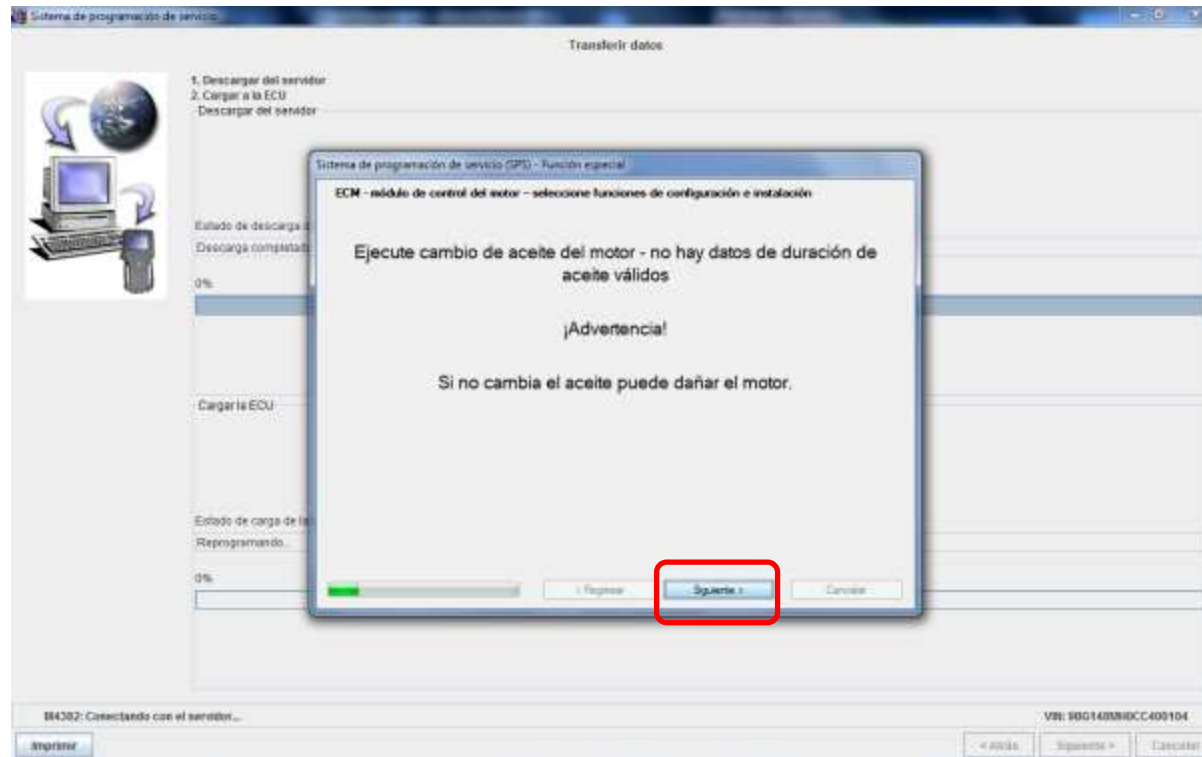 Sistema de programación de servicio
Transferir datos
1. Descargar del servidor
2. Cargar a la ECU
Descargar del servidor
Sistema de programación de servicio (SPS) - Función especial
ECM - módulo de control del motor – seleccione funciones de configuración e instalación
Estado de descarga
Descarga completada
Ejecute cambio de aceite del motor - no hay datos de duración de
aceite válidos
0%
¡Advertencia!
Si no cambia el aceite puede dañar el motor.
Cargar la ECU
Estado de carga de la
Reprogramando...
0%
< Regresar
Siguiente >
Cancelar
Conectando con el servidor...
VIN:
Imprimir
< Atrás
Siguiente >
Cancelar